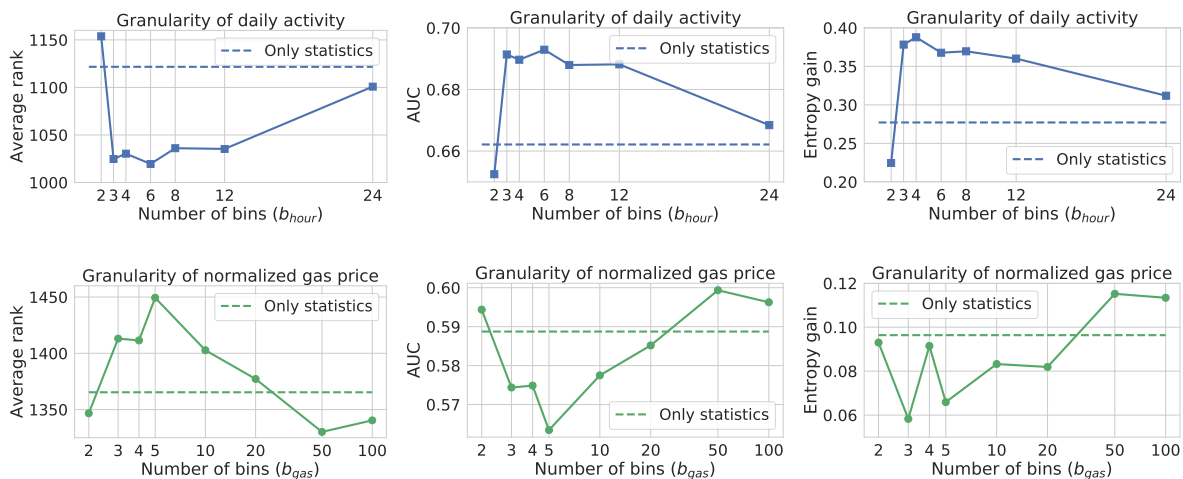 Granularity of daily activity
Average rank
1150
1100
1050
1000
Only statistics
2 3 4 6 8 12 24
Number of bins (b_hour)
Granularity of daily activity
AUC
0.70
0.68
0.66
Only statistics
2 3 4 6 8 12 24
Number of bins (b_hour)
Granularity of daily activity
Entropy gain
0.40
0.35
0.30
0.25
0.20
Only statistics
2 3 4 6 8 12 24
Number of bins (b_hour)
Granularity of normalized gas price
Average rank
1450
1400
1350
Only statistics
2 3 4 5 10 20 50 100
Number of bins (b_gas)
Granularity of normalized gas price
AUC
0.60
0.59
0.58
0.57
Only statistics
2 3 4 5 10 20 50 100
Number of bins (b_gas)
Granularity of normalized gas price
Entropy gain
0.12
0.10
0.08
0.06
Only statistics
2 3 4 5 10 20 50 100
Number of bins (b_gas)